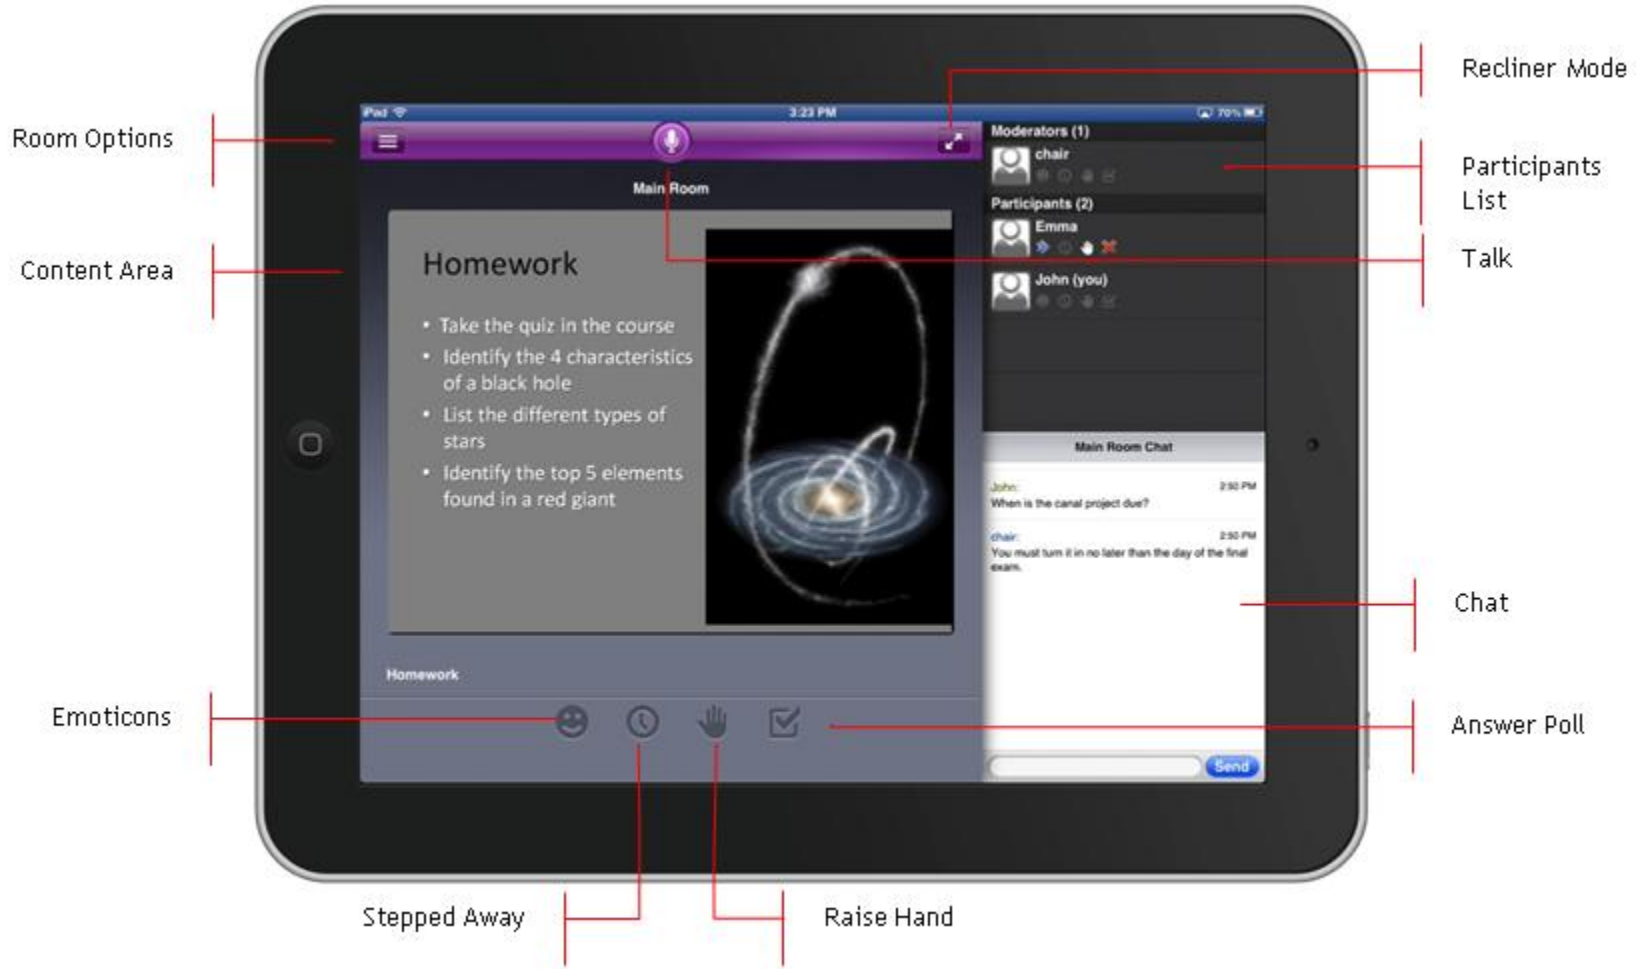 Recliner Mode
iPad
3:23 PM
70%
Room Options
Moderators (1)
chair
Participants
List
Main Room
Participants (2)
Emma
Talk
Content Area
Homework
John (you)
• Take the quiz in the course
• Identify the 4 characteristics
of a black hole
• List the different types of
stars
• Identify the top 5 elements
found in a red giant
Main Room Chat
John:
2:50 PM
When is the canal project due?
chair:
2:50 PM
You must turn it in no later than the day of the final
exam.
Chat
Homework
Emoticons
Answer Poll
Send
Stepped Away
Raise Hand